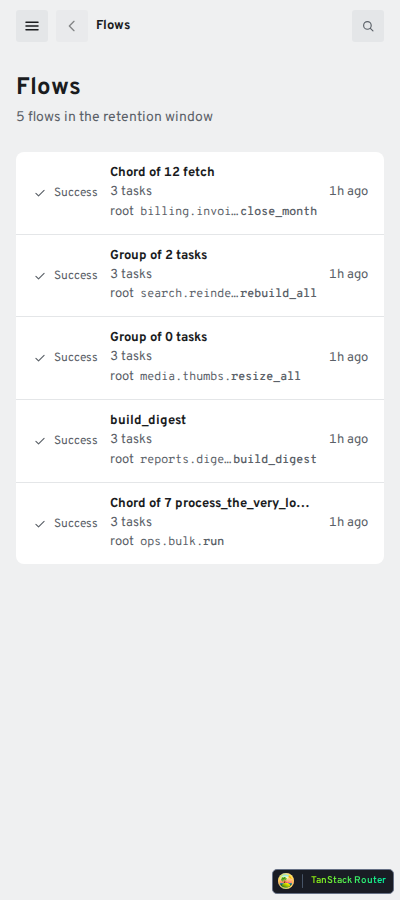 Flows
Flows
5 flows in the retention window
Chord of 12 fetch
Success
3 tasks
1h ago
root billing.invoi…close_month
Group of 2 tasks
Success
3 tasks
1h ago
root search.reinde…rebuild_all
Group of 0 tasks
Success
3 tasks
1h ago
root media.thumbs.resize_all
build_digest
Success
3 tasks
1h ago
root reports.dige…build_digest
Chord of 7 process_the_very_lo…
Success
3 tasks
1h ago
root ops.bulk.run
TanStack Router